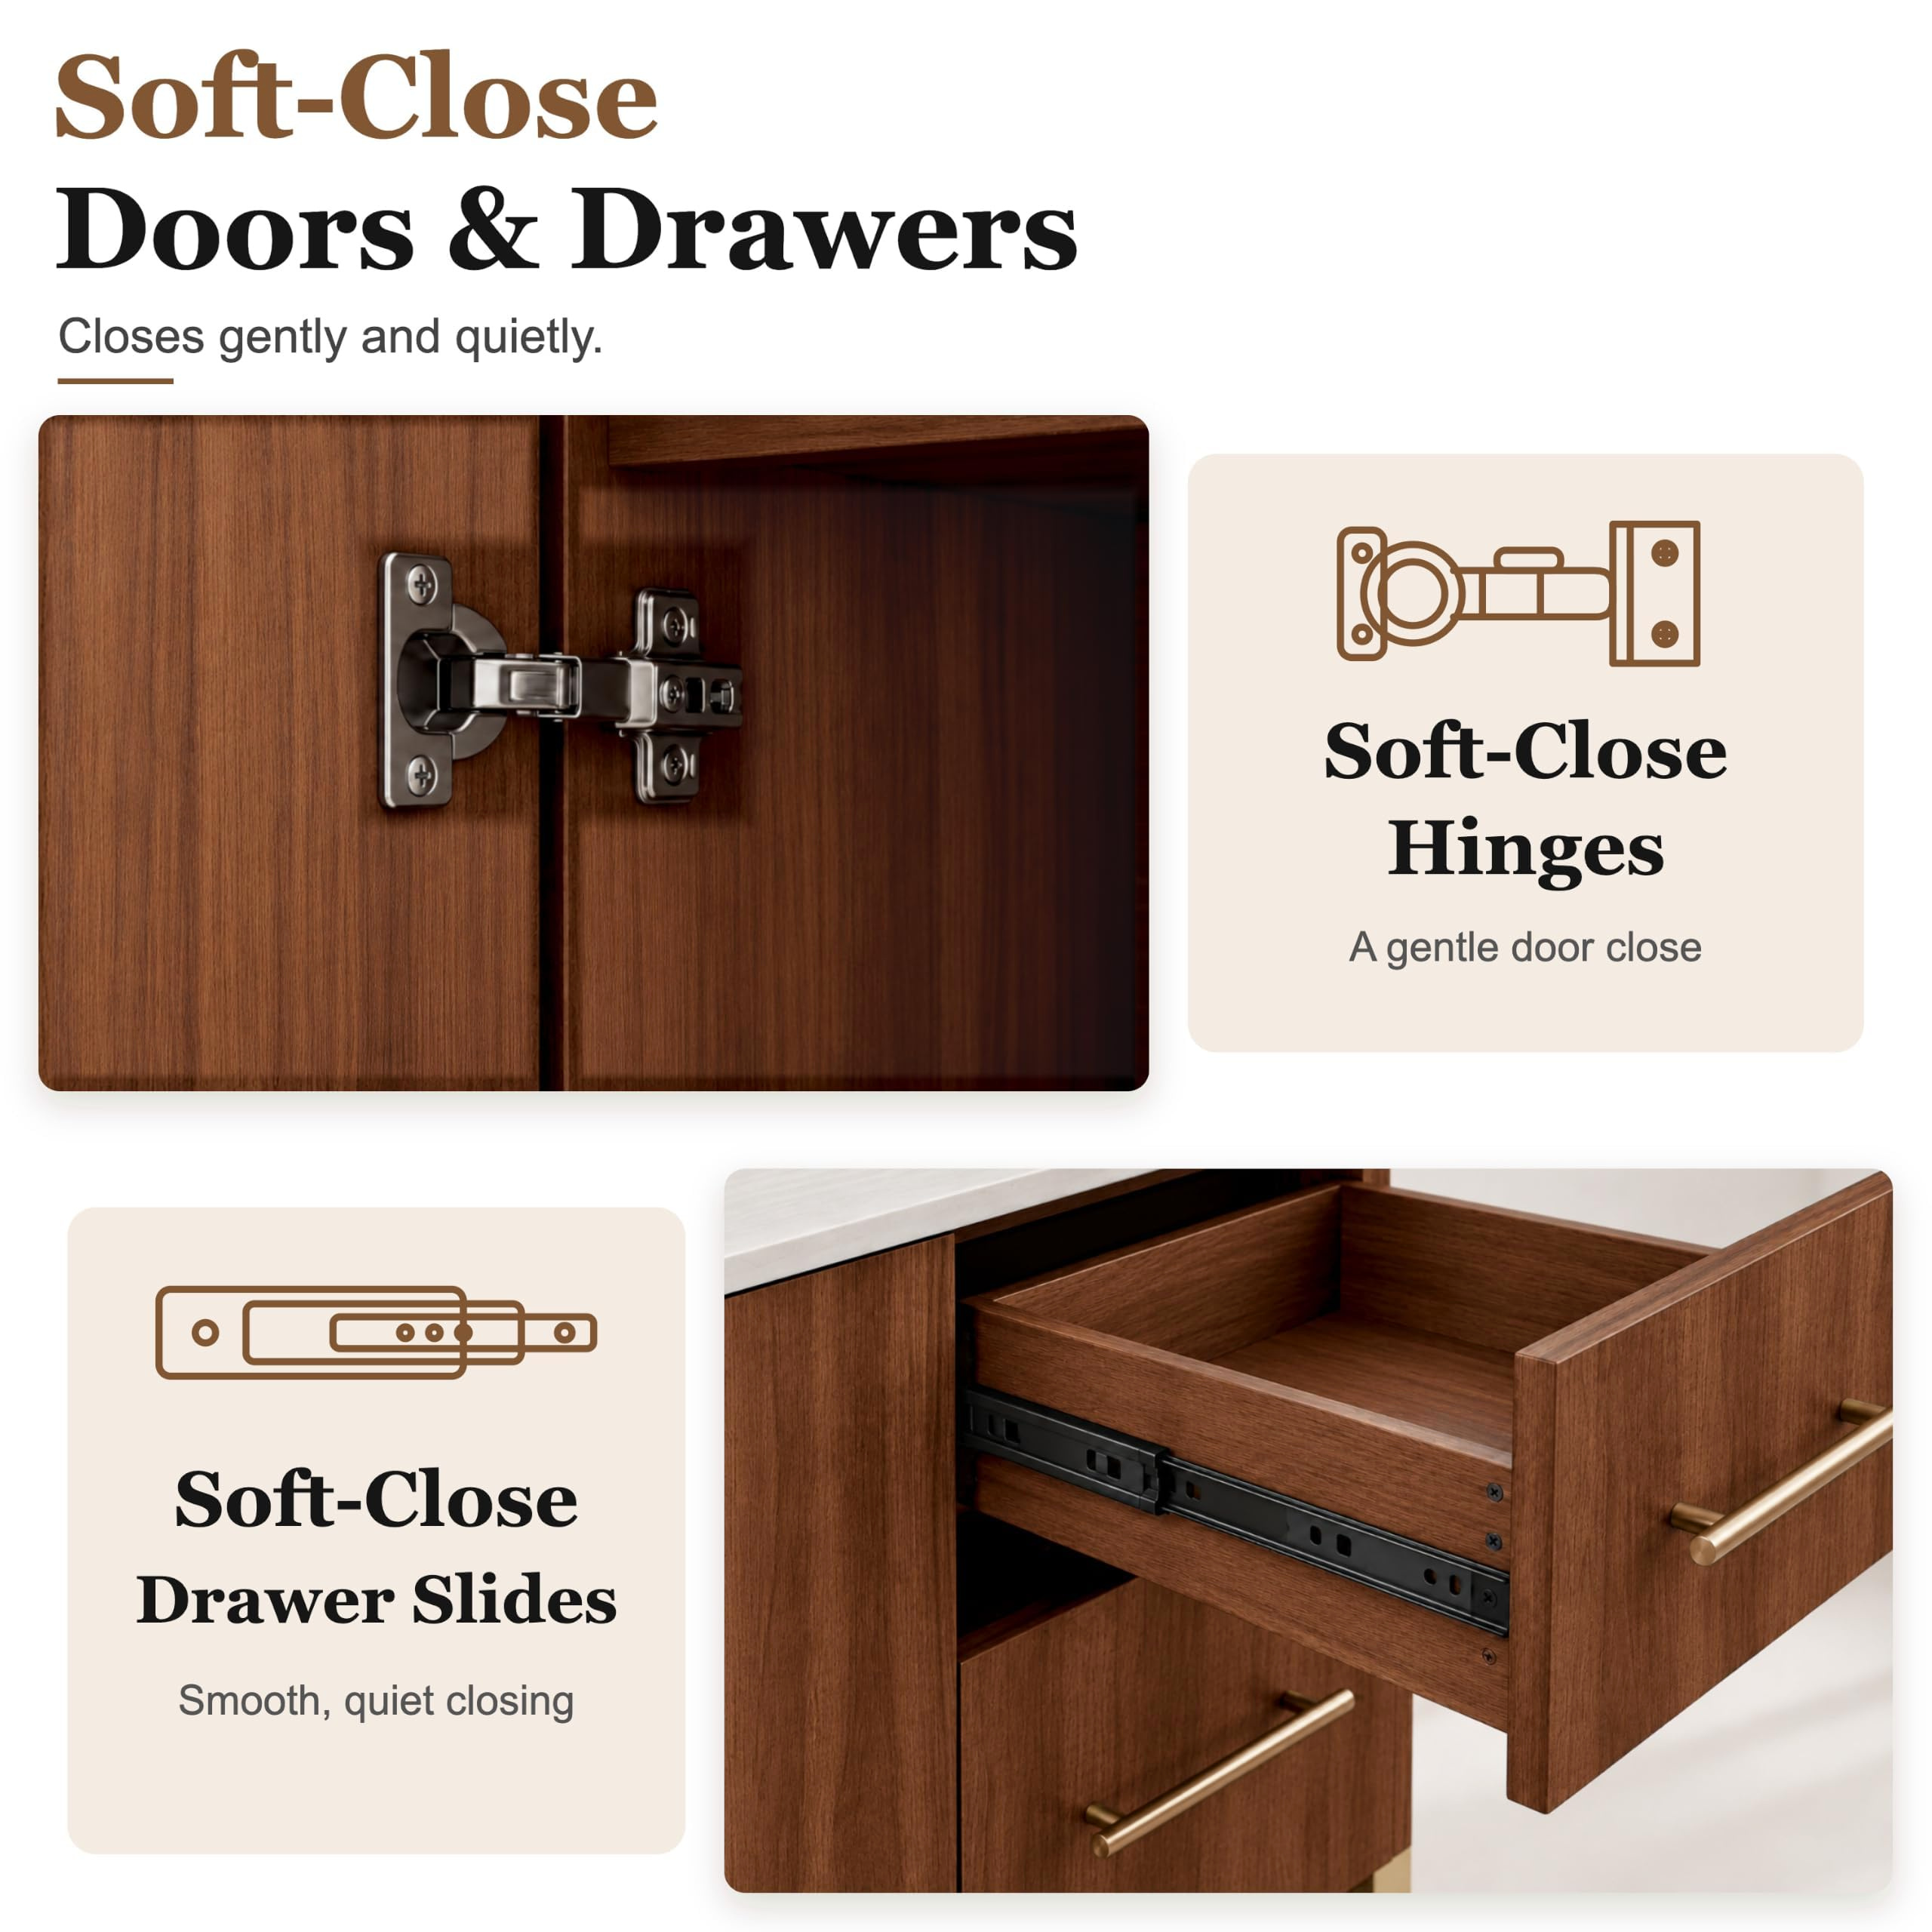 Soft-Close
Doors & Drawers
Closes gently and quietly.
Soft-Close
Hinges
A gentle door close
Soft-Close
Drawer Slides
Smooth, quiet closing